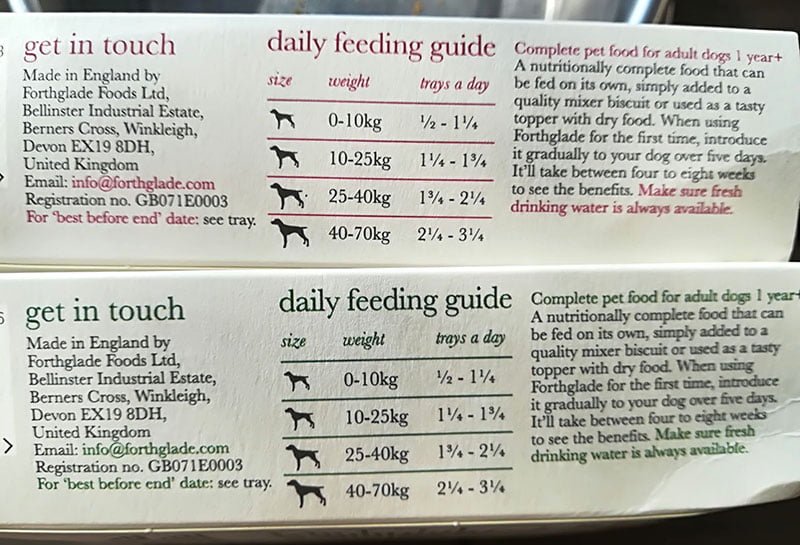 get in touch
Made in England by
Forthglade Foods Ltd,
Bellinster Industrial Estate,
Berners Cross, Winkleigh,
Devon EX19 8DH,
United Kingdom
Email: info@forthglade.com
Registration no. GB071E0003
For 'best before end' date: see tray.
daily feeding guide
size weight trays a day
0-10kg ½ - 1¼
10-25kg 1¼ - 1¾
25-40kg 1¾ - 2¼
40-70kg 2¼ - 3¼
Complete pet food for adult dogs 1 year+
A nutritionally complete food that can
be fed on its own, simply added to a
quality mixer biscuit or used as a tasty
topper with dry food. When using
Forthglade for the first time, introduce
it gradually to your dog over five days.
It'll take between four to eight weeks
to see the benefits. Make sure fresh
drinking water is always available.
get in touch
Made in England by
Forthglade Foods Ltd,
Bellinster Industrial Estate,
Berners Cross, Winkleigh,
Devon EX19 8DH,
United Kingdom
Email: info@forthglade.com
Registration no. GB071E0003
For 'best before end' date: see tray.
daily feeding guide
size weight trays a day
0-10kg ½ - 1¼
10-25kg 1¼ - 1¾
25-40kg 1¾ - 2¼
40-70kg 2¼ - 3¼
Complete pet food for adult dogs 1 year+
A nutritionally complete food that can
be fed on its own, simply added to a
quality mixer biscuit or used as a tasty
topper with dry food. When using
Forthglade for the first time, introduce
it gradually to your dog over five days.
It'll take between four to eight weeks
to see the benefits. Make sure fresh
drinking water is always available.